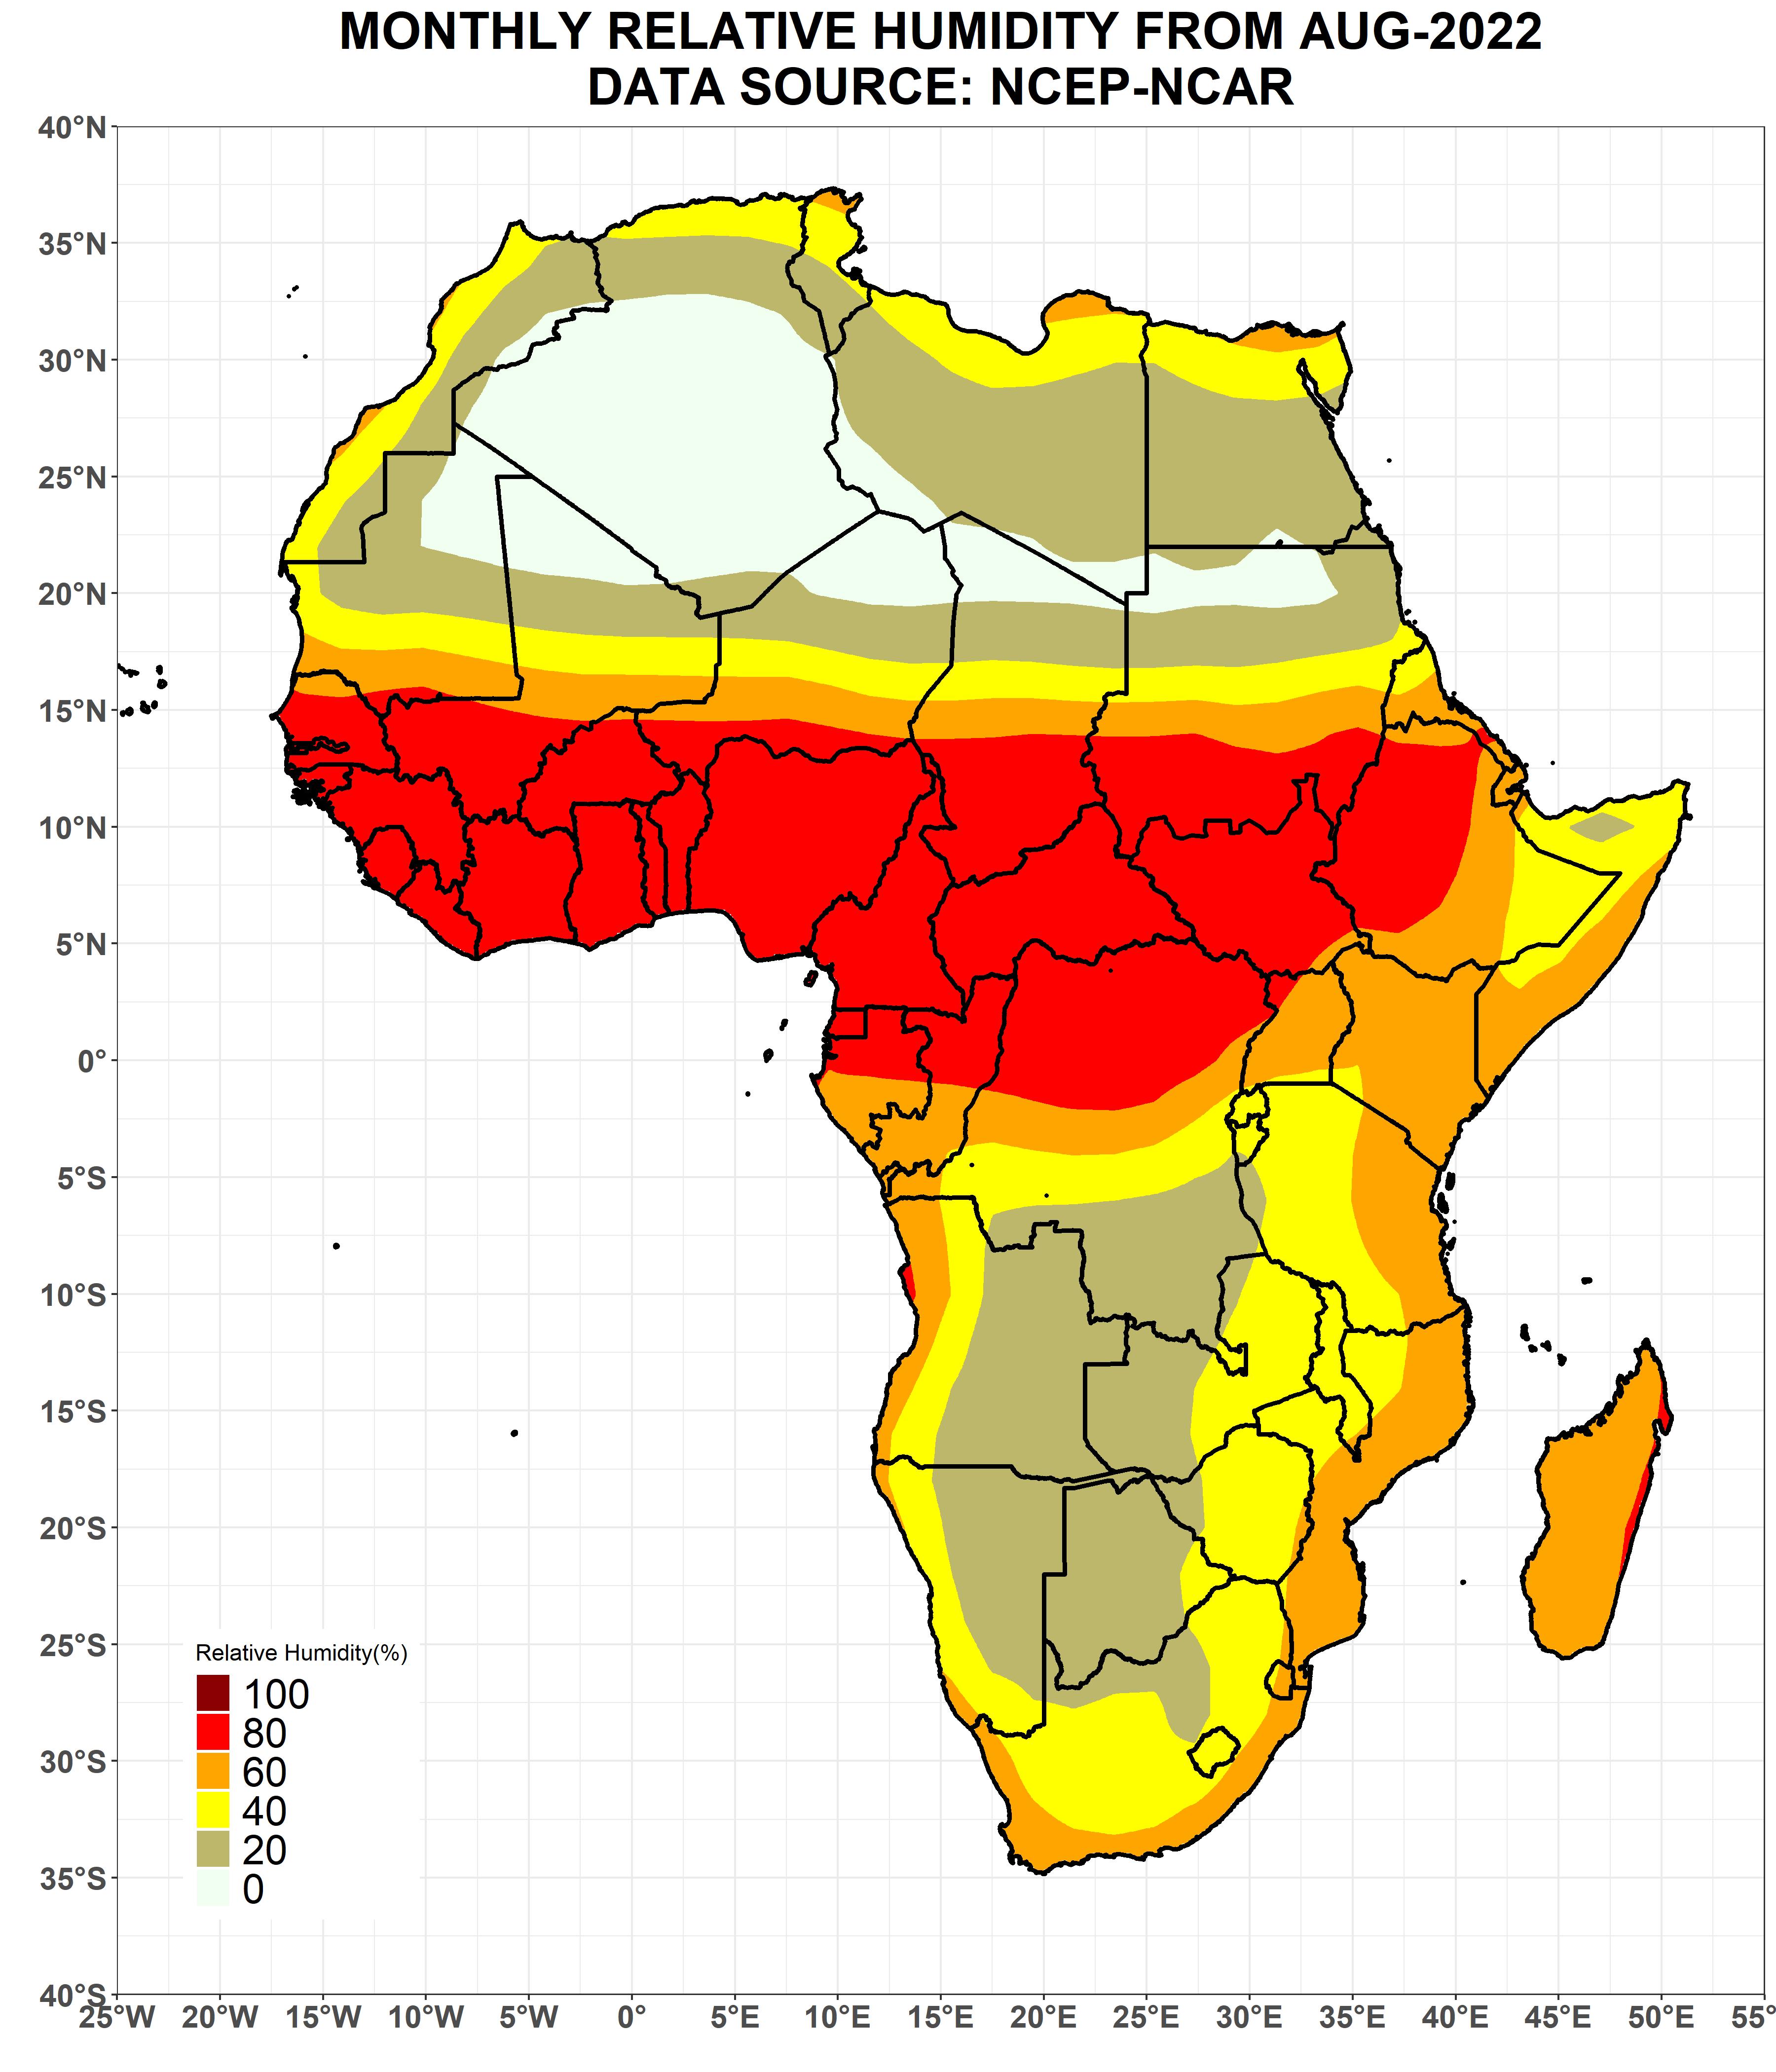 MONTHLY RELATIVE HUMIDITY FROM AUG-2022
DATA SOURCE: NCEP-NCAR
40°N
35°N
30°N
25°N
20°N
15°N
10°N
5°N
0°
5°S
10°S
15°S
20°S
25°S
30°S
35°S
40°S
Relative Humidity(%)
100
80
60
40
20
0
25°W 20°W 15°W 10°W 5°W 0° 5°E 10°E 15°E 20°E 25°E 30°E 35°E 40°E 45°E 50°E 55°